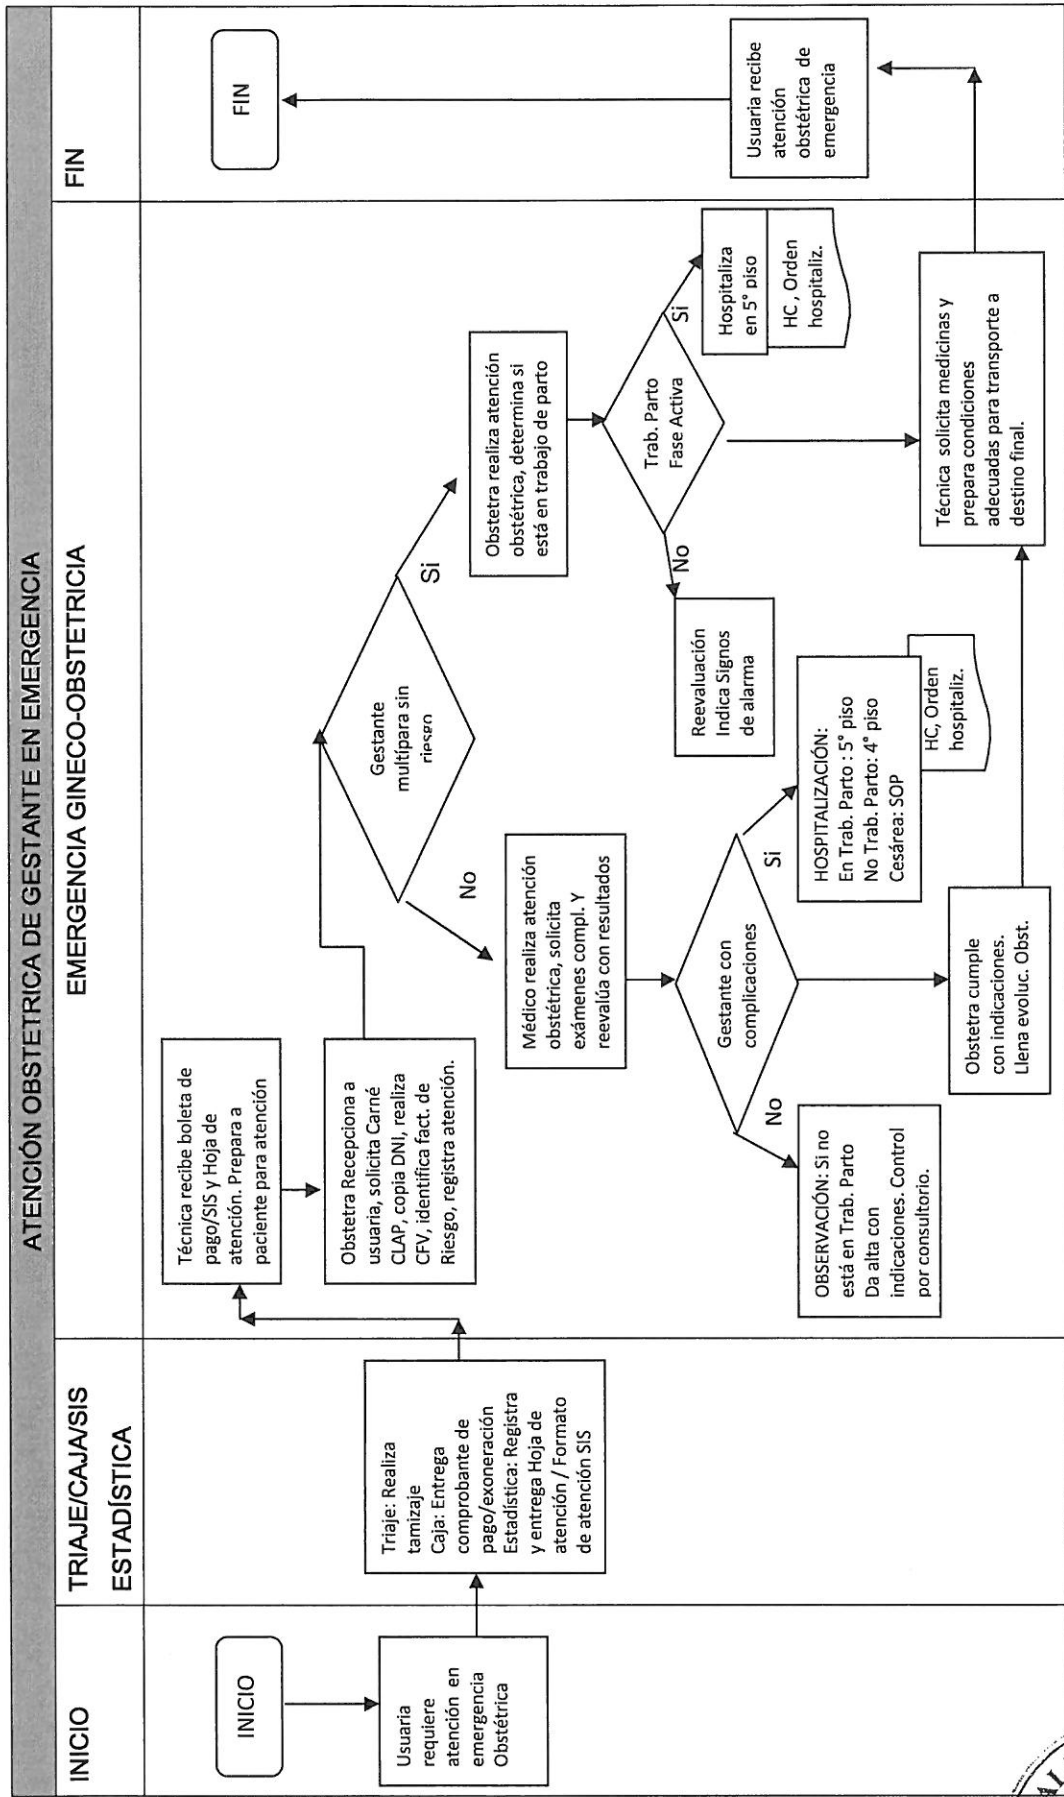 ATENCIÓN OBSTETRICA DE GESTANTE EN EMERGENCIA
INICIO
TRIAJE/CAJA/SIS
ESTADÍSTICA
EMERGENCIA GINECO-OBSTETRICIA
FIN
INICIO
Usuaria
requiere
atención en
emergencia
Obstétrica
Triaje: Realiza
tamizaje
Caja: Entrega
comprobante de
pago/exoneración
Estadística: Registra
y entrega Hoja de
atención / Formato
de atención SIS
Técnica recibe boleta de
pago/SIS y Hoja de
atención. Prepara a
paciente para atención
Obstetra Recepciona a
usuaria, solicita Carné
CLAP, copia DNI, realiza
CFV, identifica fact. de
Riesgo, registra atención.
Gestante
multípara sin
riesgo
No
Si
Médico realiza atención
obstétrica, solicita
exámenes compl. Y
reevalúa con resultados
Gestante con
complicaciones
No
Si
OBSERVACIÓN: Si no
está en Trab. Parto
Da alta con
indicaciones. Control
por consultorio.
HOSPITALIZACIÓN:
En Trab. Parto : 5° piso
No Trab. Parto: 4° piso
Cesárea: SOP
HC, Orden
hospitaliz.
Obstetra cumple
con indicaciones.
Llena evoluc. Obst.
Obstetra realiza atención
obstétrica, determina si
está en trabajo de parto
Trab. Parto
Fase Activa
No
Si
Reevaluación
Indica Signos
de alarma
Hospitaliza
en 5° piso
HC , Orden
hospitaliz.
Técnica solicita medicinas y
prepara condiciones
adecuadas para transporte a
destino final.
Usuaria recibe
atención
obstétrica de
emergencia
FIN